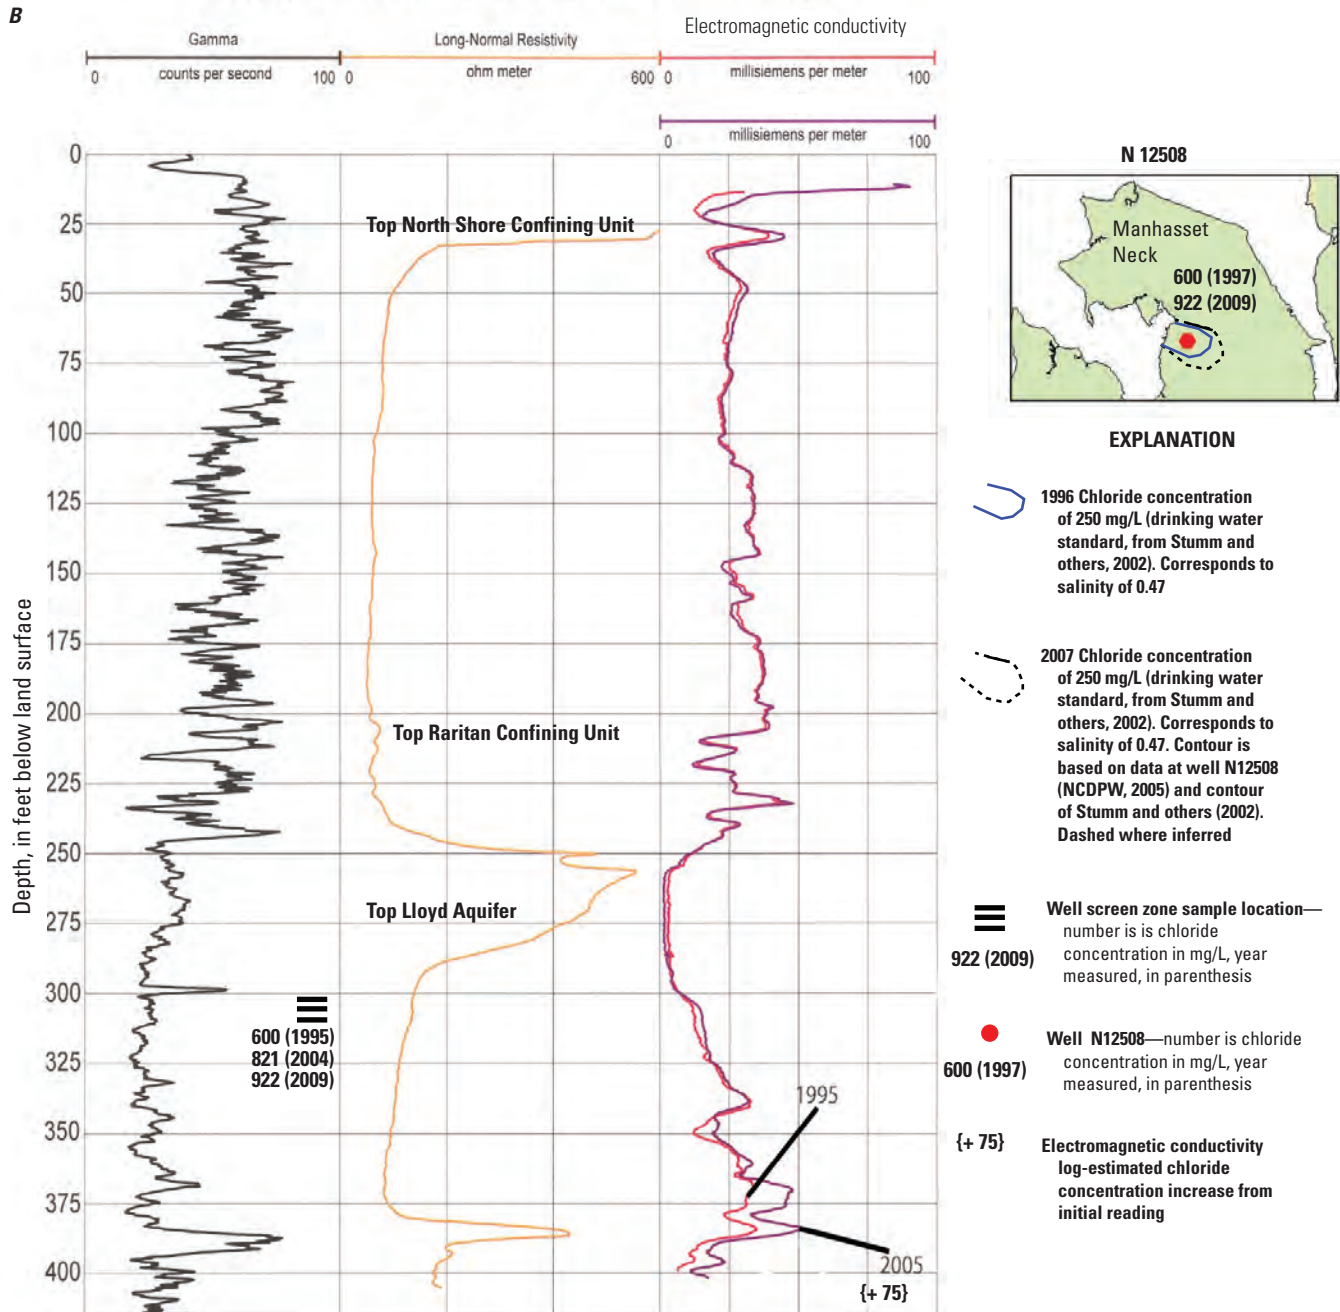 B
Gamma
Long-Normal Resistivity
Electromagnetic conductivity
0 counts per second 100
0 ohm meter 600
0 millisiemens per meter 100
millisiemens per meter
0 100
Depth, in feet below land surface
0
25
50
75
100
125
150
175
200
225
250
275
300
325
350
375
400
Top North Shore Confining Unit
Top Raritan Confining Unit
Top Lloyd Aquifer
600 (1995)
821 (2004)
922 (2009)
1995
2005
{+ 75}
N 12508
Manhasset
Neck
600 (1997)
922 (2009)
EXPLANATION
1996 Chloride concentration
of 250 mg/L (drinking water
standard, from Stumm and
others, 2002). Corresponds to
salinity of 0.47
2007 Chloride concentration
of 250 mg/L (drinking water
standard, from Stumm and
others, 2002). Corresponds to
salinity of 0.47. Contour is
based on data at well N12508
(NCDPW, 2005) and contour
of Stumm and others (2002).
Dashed where inferred
922 (2009)
Well screen zone sample location—
number is is chloride
concentration in mg/L, year
measured, in parenthesis
600 (1997)
Well N12508—number is chloride
concentration in mg/L, year
measured, in parenthesis
{+ 75}
Electromagnetic conductivity
log-estimated chloride
concentration increase from
initial reading